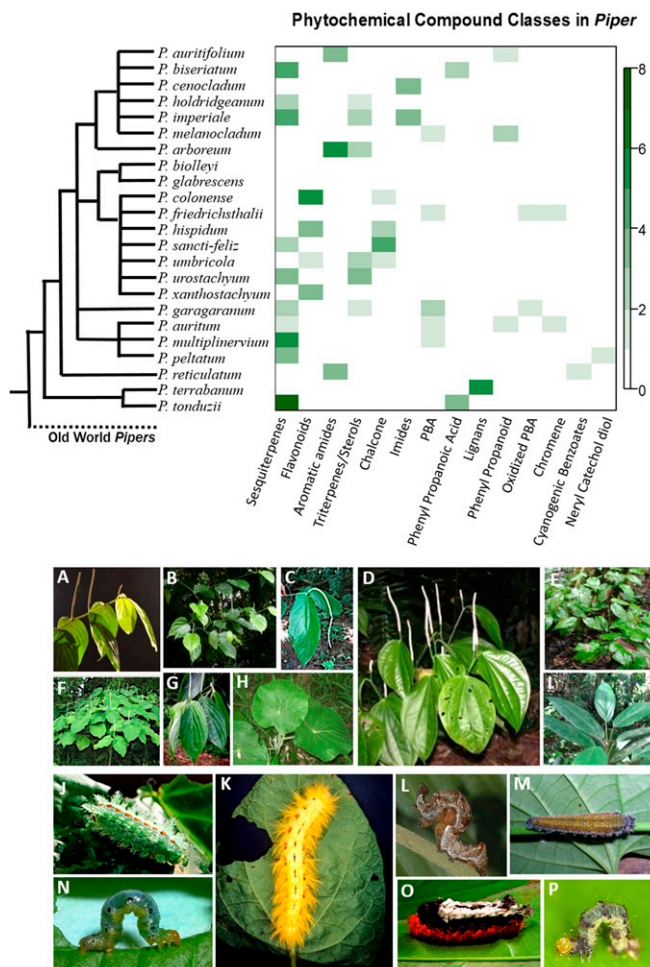 Phytochemical Compound Classes in Piper
P. auritifolium
P. biseriatum
P. cenocladum
P. holdridgeanum
P. imperiale
P. melanocladum
P. arboreum
P. biolleyi
P. glabrescens
P. colonense
P. friedrichsthalii
P. hispidum
P. sancti-feliz
P. umbricola
P. urostachyum
P. xanthostachyum
P. garagaranum
P. auritum
P. multiplinervium
P. peltatum
P. reticulatum
P. terrabanum
P. tonduzii
Old World Pipers
8
6
4
2
0
Sesquiterpenes
Flavonoids
Aromatic amides
Triterpenes/Sterols
Chalcone
Imides
PBA
Phenyl Propanoic Acid
Lignans
Phenyl Propanoid
Oxidized PBA
Chromene
Cyanogenic Benzoates
Neryl Catechol diol
A
B
C
D
E
F
G
H
I
J
K
L
M
N
O
P